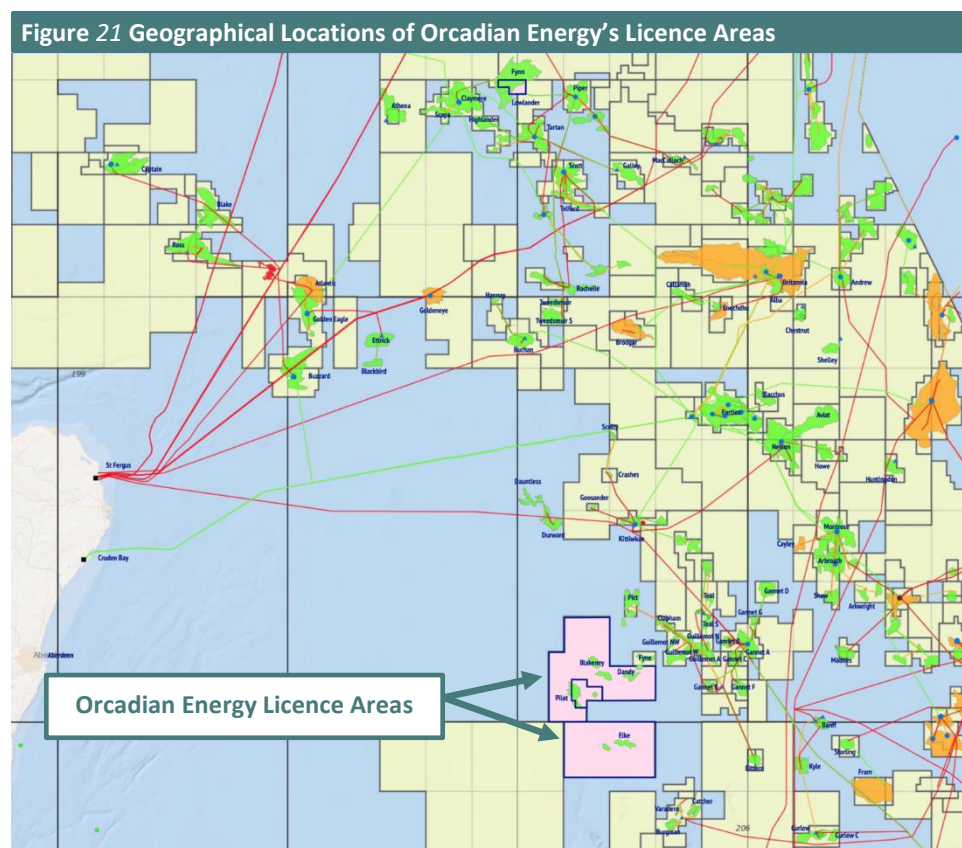 Figure 21 Geographical Locations of Orcadian Energy's Licence Areas
Fynn
Claymore
Piper
Lowlander
Athena
Scapa
Highlander
Tartan
Captain
Scott
Galley
MacCulloch
Blake
Telford
Ross
Atlantic
Rochelle
Callanish
Britannia
Andrew
Alba
Goldeneye
Hannay
Tweedsmuir
Tweedsmuir S
Enochdhu
Chestnut
Golden Eagle
Ettrick
Buchan
Brodgar
Shelley
Blackbird
Buzzard
199
Bacchus
Forties
Aviat
Scolty
Nelson
Howe
St Fergus
Crashes
Huntingdon
Dauntless
Goosander
Durward
Kittiwake
Montrose
Cayley
Arbroath
Cruden Bay
Pict
Teal
Gannet D
Shaw
Arkwright
Clapham
Teal S
Gannet G
Guillemot N
Guillemot NW
Guillemot W
Guillemot A
Gannet C
Gannet A
Aberdeen
Blakeney
Fyne
Madoes
Dandy
Pilot
Gannet E
Gannet F
Orcadian Energy Licence Areas
Banff
Elke
Starling
Bittern
Kyle
Fram
Catcher
Varadero
Burgman
206
Curlew
Curlew C